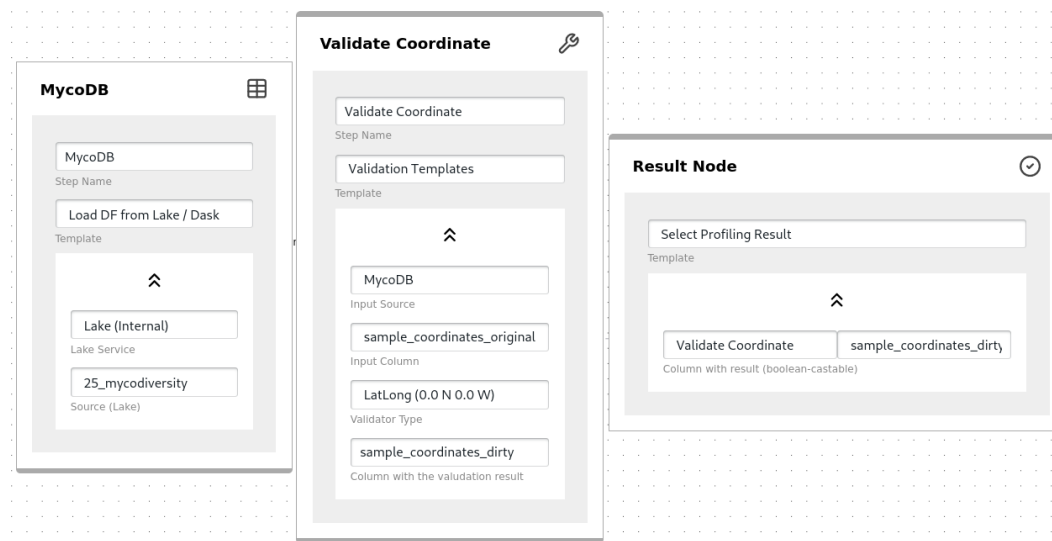 MycoDB
MycoDB
Step Name
Load DF from Lake / Dask
Template
Lake (Internal)
Lake Service
25_mycodiversity
Source (Lake)
Validate Coordinate
Validate Coordinate
Step Name
Validation Templates
Template
MycoDB
Input Source
sample_coordinates_original
Input Column
LatLong (0.0 N 0.0 W)
Validator Type
sample_coordinates_dirty
Column with the valudation result
Result Node
Select Profiling Result
Template
Validate Coordinate sample_coordinates_dirty
Column with result (boolean-castable)